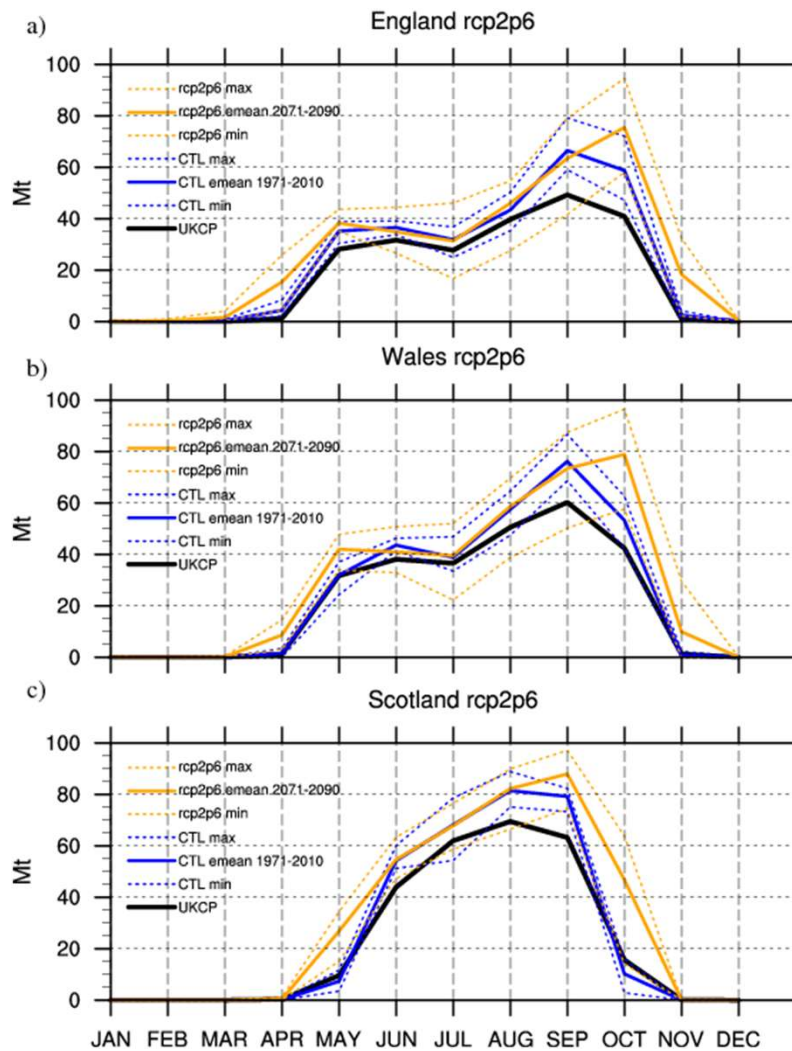 a)
England rcp2p6
100
80
60
40
20
0
Mt
rcp2p6 max
rcp2p6 emean 2071-2090
rcp2p6 min
CTL max
CTL emean 1971-2010
CTL min
UKCP
b)
Wales rcp2p6
100
80
60
40
20
0
Mt
rcp2p6 max
rcp2p6 emean 2071-2090
rcp2p6 min
CTL max
CTL emean 1971-2010
CTL min
UKCP
c)
Scotland rcp2p6
100
80
60
40
20
0
Mt
rcp2p6 max
rcp2p6 emean 2071-2090
rcp2p6 min
CTL max
CTL emean 1971-2010
CTL min
UKCP
JAN FEB MAR APR MAY JUN JUL AUG SEP OCT NOV DEC